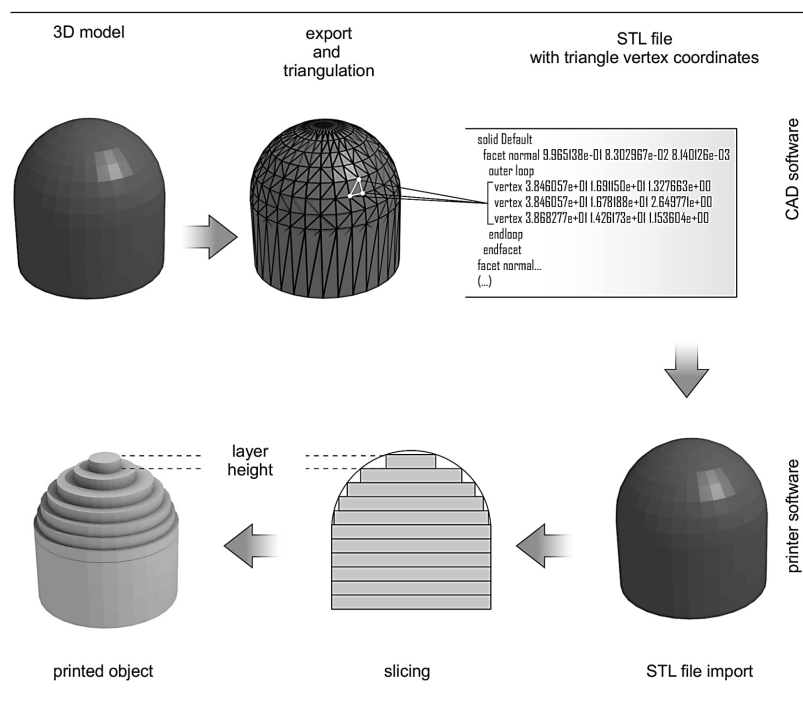 3D model
export
and
triangulation
STL file
with triangle vertex coordinates
solid Default
facet normal 9.965138e-01 8.302967e-02 8.140126e-03
outer loop
vertex 3.846057e+01 1.691150e+01 1.327663e+00
vertex 3.846057e+01 1.678188e+01 2.649771e+00
vertex 3.868277e+01 1.426173e+01 1.153604e+00
endloop
endfacet
facet normal...
(...)
CAD software
layer
height
printer software
printed object
slicing
STL file import